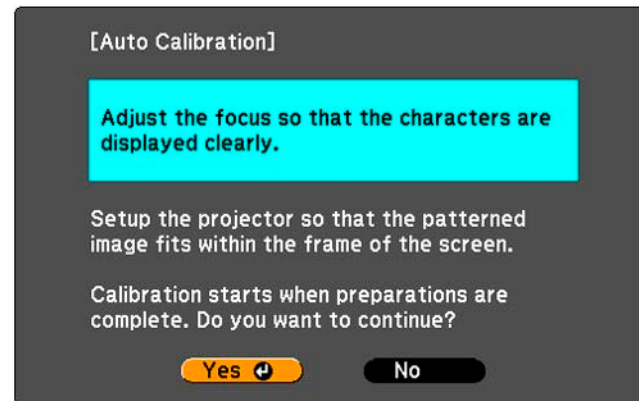 [Auto Calibration]
Adjust the focus so that the characters are
displayed clearly.
Setup the projector so that the patterned
image fits within the frame of the screen.
Calibration starts when preparations are
complete. Do you want to continue?
Yes
No